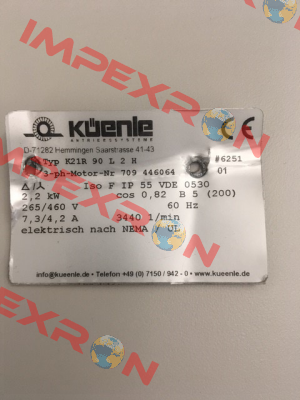 IMPEXRON
KÜENLE
ANTRIEBSSYSTEME
D-71282 Hemmingen Saarstrasse 41-43
CE
Typ K21R 90 L 2 H #6251
3-ph-Motor-Nr 709 446064 01
△/⅄ Iso F IP 55 VDE 0530
2,2 kW cos 0,82 B 5 (200)
265/460 V 60 Hz
7,3/4,2 A 3440 1/min
elektrisch nach NEMA / UL
info@kueenle.de • Telefon +49 (0) 7150 / 942 - 0 • www.kueenle.de
IMPEXRON